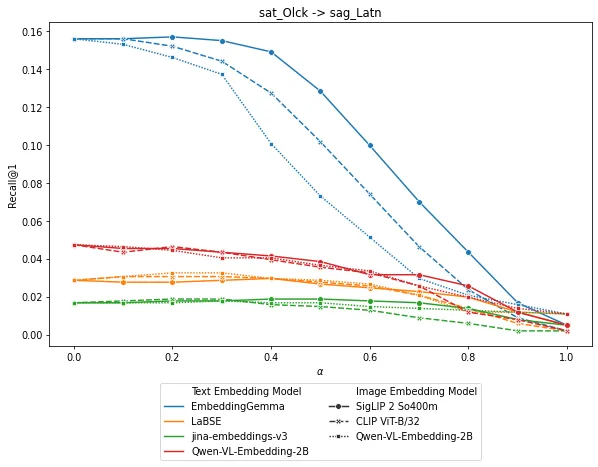 sat_Olck -> sag_Latn
Recall@1
0.16
0.14
0.12
0.10
0.08
0.06
0.04
0.02
0.00
0.0 0.2 0.4 0.6 0.8 1.0
α
Text Embedding Model Image Embedding Model
EmbeddingGemma SigLIP 2 So400m
LaBSE CLIP ViT-B/32
jina-embeddings-v3 Qwen-VL-Embedding-2B
Qwen-VL-Embedding-2B